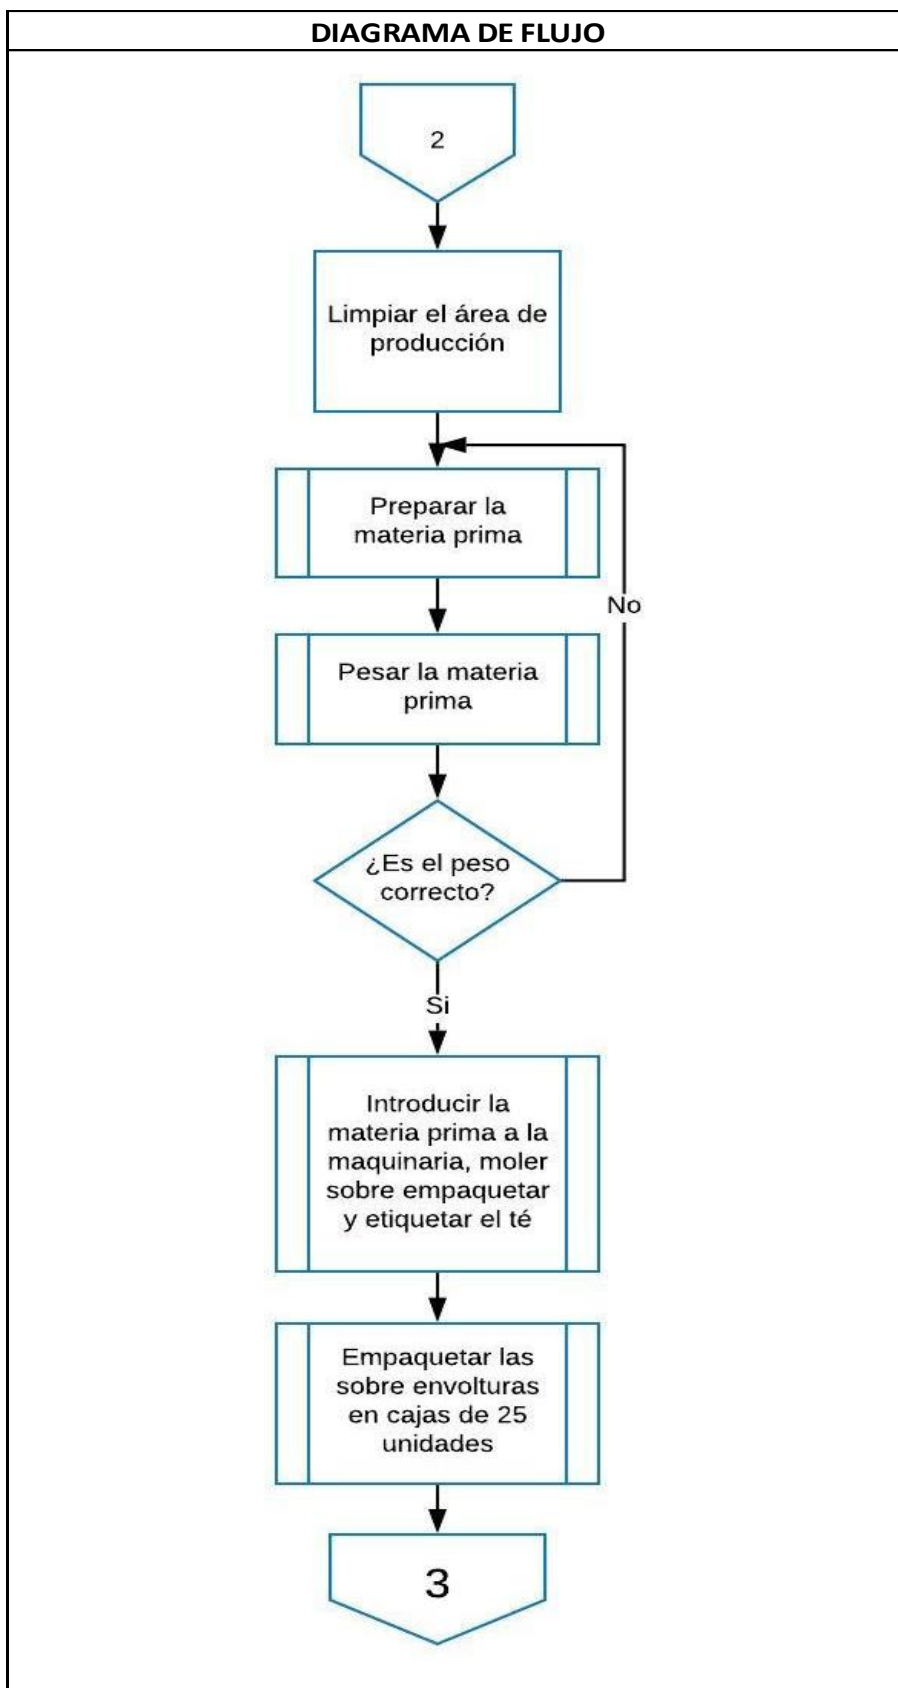 DIAGRAMA DE FLUJO
2
Limpiar el área de
producción
Preparar la
materia prima
No
Pesar la materia
prima
¿Es el peso
correcto?
Si
Introducir la
materia prima a la
maquinaria, moler
sobre empaquetar
y etiquetar el té
Empaquetar las
sobre envolturas
en cajas de 25
unidades
3